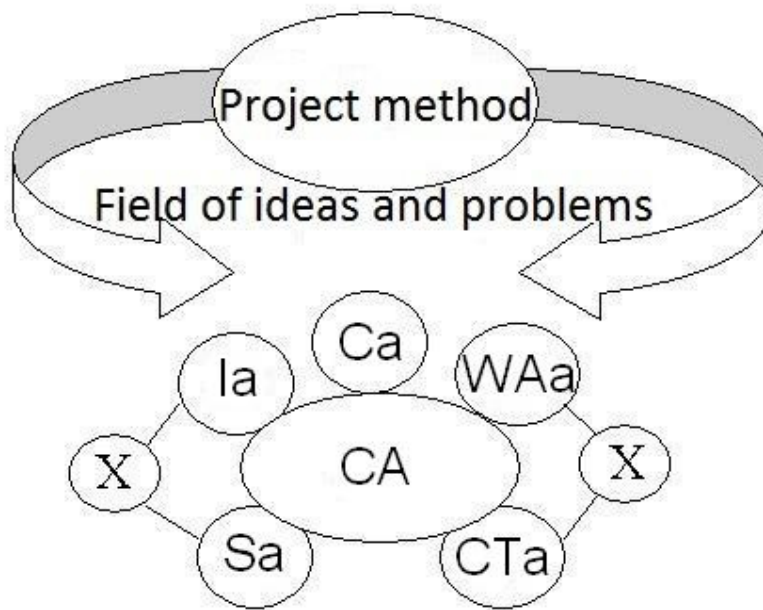 Project method
Field of ideas and problems
Ca
Ia
WAa
X
CA
X
Sa
CTa